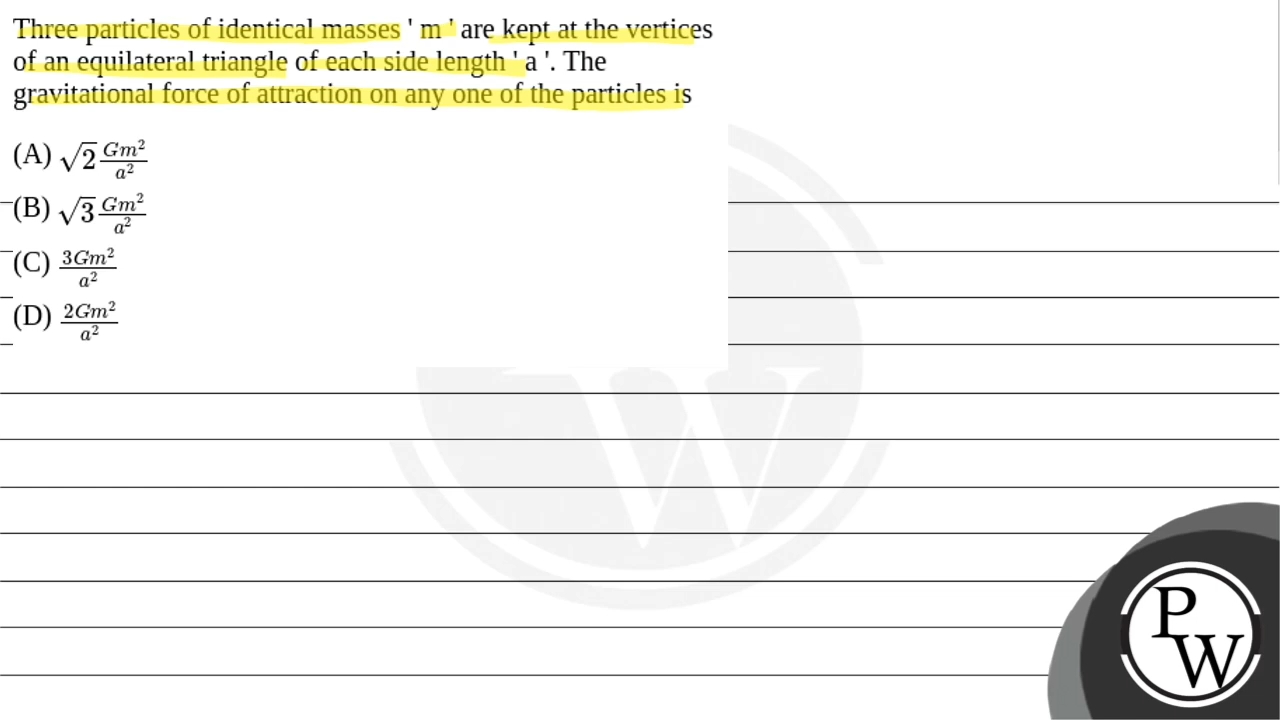 Three particles of identical masses ' m ' are kept at the vertices
of an equilateral triangle of each side length ' a '. The
gravitational force of attraction on any one of the particles is
(A) √2 Gm²/a²
(B) √3 Gm²/a²
(C) 3Gm²/a²
(D) 2Gm²/a²
W
P
W